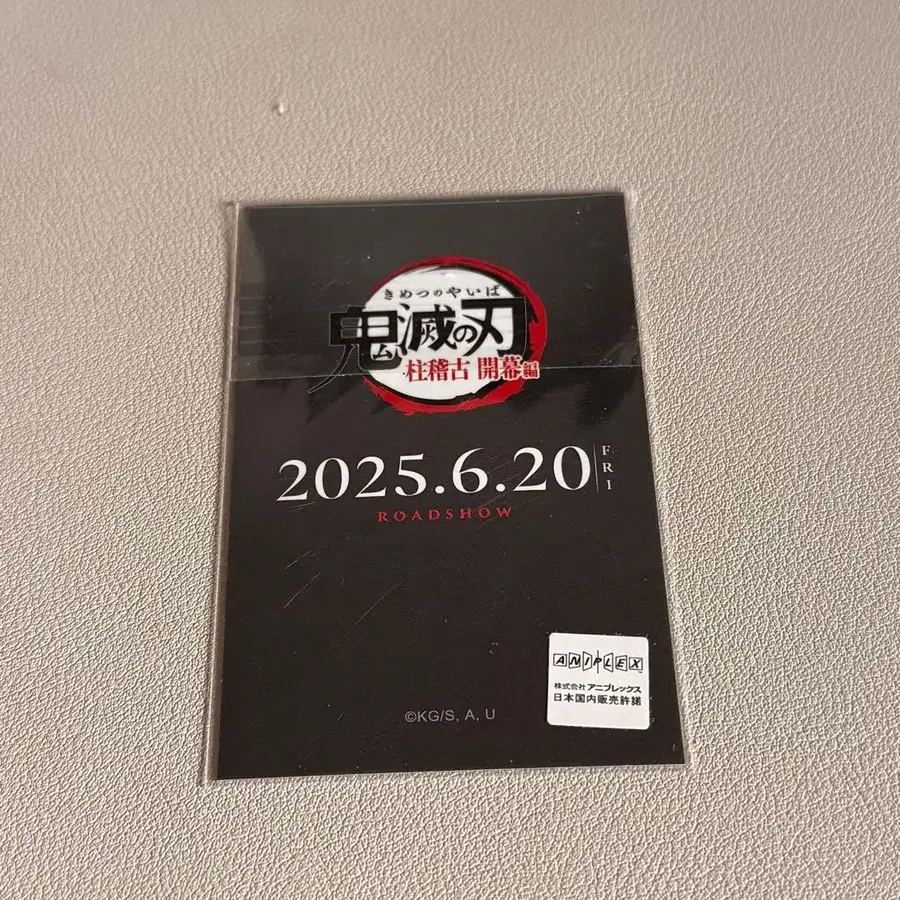 きめつのやいば
鬼滅の刃
柱稽古 開幕編
2025.6.20 FRI
ROADSHOW
ANIPLEX
株式会社 アニプレックス
日本国内販売許諾
©KG/S, A, U